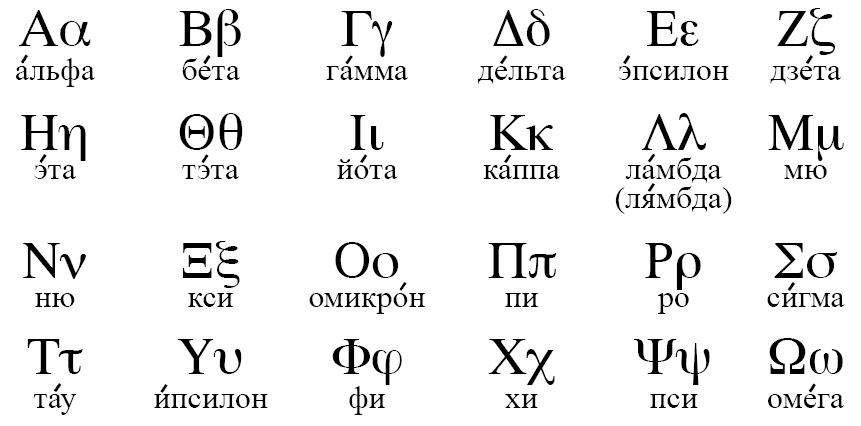 Αα Ββ Γγ Δδ Εε Ζζ
а́льфа бе́та га́мма де́льта э́псилон дзе́та
Ηη Θθ Ιι Κκ Λλ Μμ
э́та тэ́та йо́та ка́ппа ла́мбда мю
(ля́мбда)
Νν Ξξ Οο Ππ Ρρ Σσ
ню кси омикро́н пи ро си́гма
Ττ Υυ Φφ Χχ Ψψ Ωω
та́у и́псилон фи хи пси оме́га